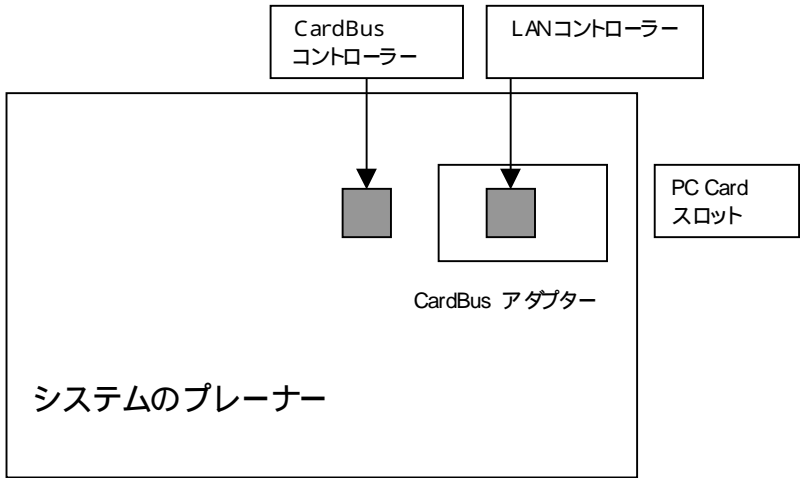 CardBus
コントローラー
LANコントローラー
PC Card
スロット
CardBus アダプター
システムのプレーナー